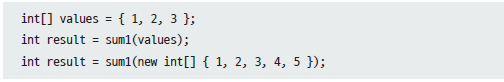 int[] values = { 1, 2, 3 };
int result = sum1(values);
int result = sum1(new int[] { 1, 2, 3, 4, 5 });